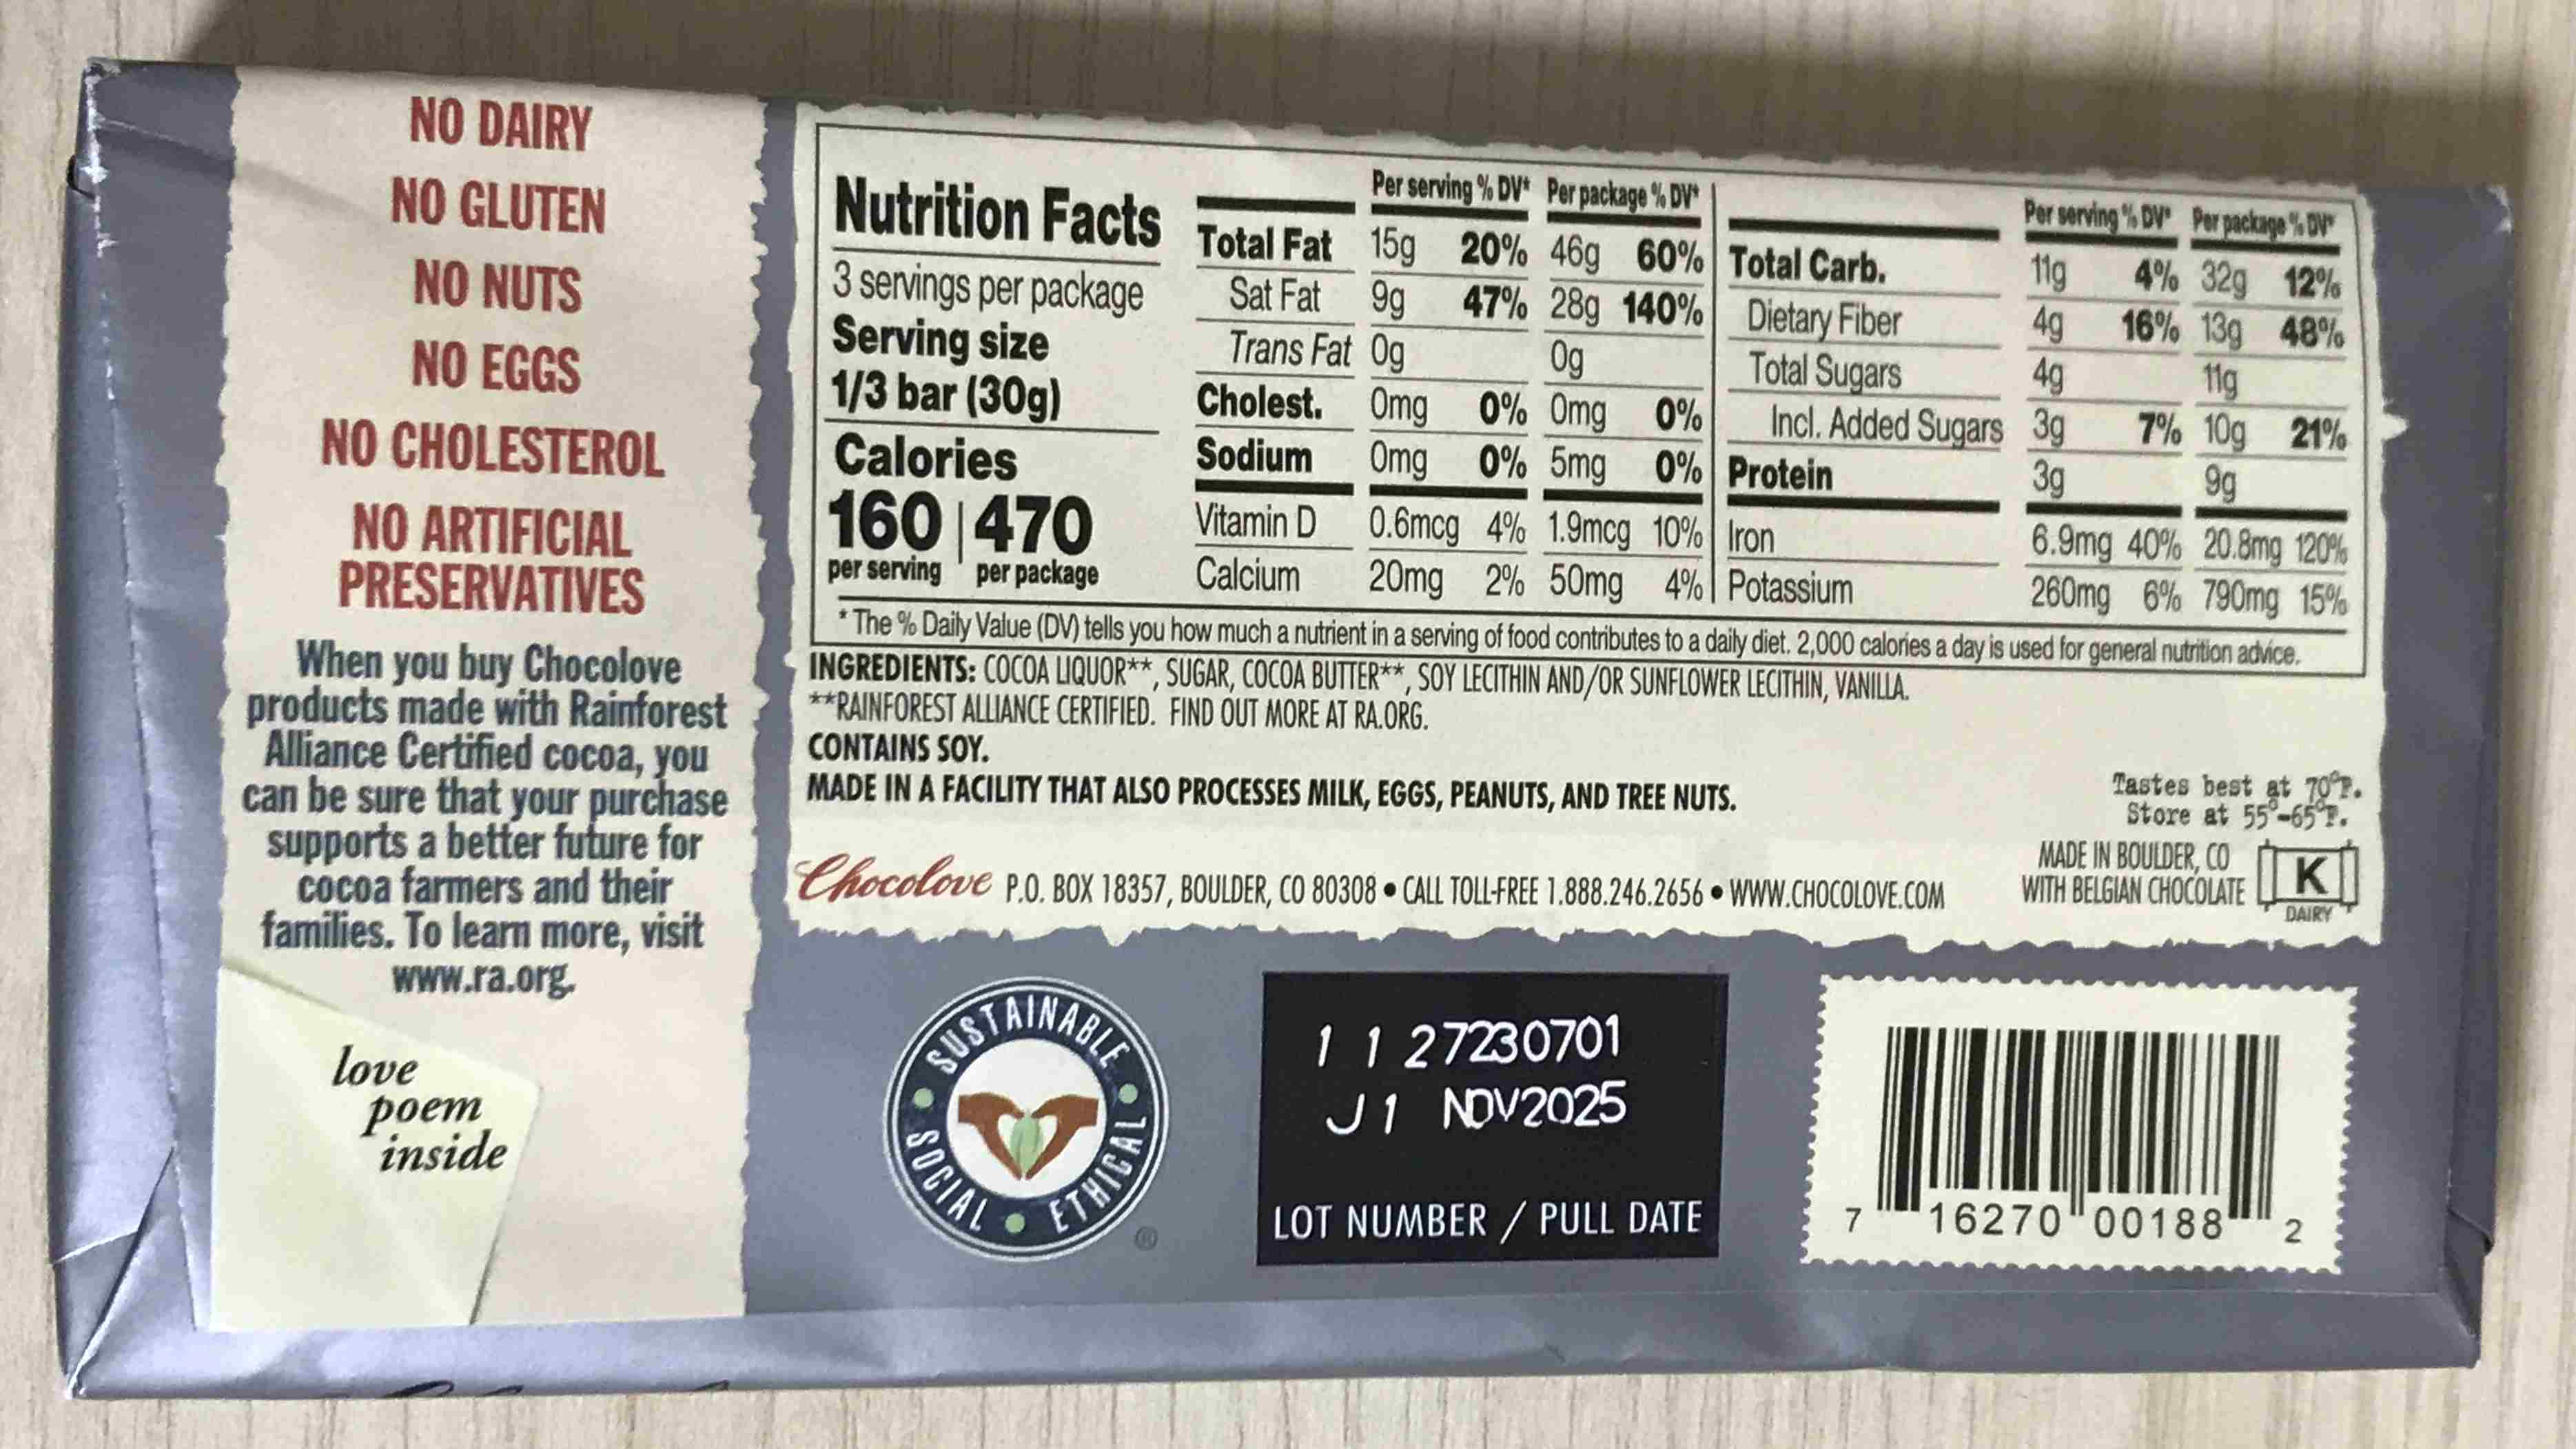 NO DAIRY
NO GLUTEN
NO NUTS
NO EGGS
NO CHOLESTEROL
NO ARTIFICIAL
PRESERVATIVES
When you buy Chocolove
products made with Rainforest
Alliance Certified cocoa, you
can be sure that your purchase
supports a better future for
cocoa farmers and their
families. To learn more, visit
www.ra.org.
love
poem
inside
Nutrition Facts
3 servings per package
Serving size
1/3 bar (30g)
Calories
160 | 470
per serving per package
Per serving % DV* Per package % DV*
Total Fat 15g 20% 46g 60%
Sat Fat 9g 47% 28g 140%
Trans Fat 0g 0g
Cholest. 0mg 0% 0mg 0%
Sodium 0mg 0% 5mg 0%
Vitamin D 0.6mcg 4% 1.9mcg 10%
Calcium 20mg 2% 50mg 4%
Per serving % DV* Per package % DV*
Total Carb. 11g 4% 32g 12%
Dietary Fiber 4g 16% 13g 48%
Total Sugars 4g 11g
Incl. Added Sugars 3g 7% 10g 21%
Protein 3g 9g
Iron 6.9mg 40% 20.8mg 120%
Potassium 260mg 6% 790mg 15%
* The % Daily Value (DV) tells you how much a nutrient in a serving of food contributes to a daily diet. 2,000 calories a day is used for general nutrition advice.
INGREDIENTS: COCOA LIQUOR**, SUGAR, COCOA BUTTER**, SOY LECITHIN AND/OR SUNFLOWER LECITHIN, VANILLA.
**RAINFOREST ALLIANCE CERTIFIED. FIND OUT MORE AT RA.ORG.
CONTAINS SOY.
MADE IN A FACILITY THAT ALSO PROCESSES MILK, EGGS, PEANUTS, AND TREE NUTS.
Tastes best at 70°F.
Store at 55°-65°F.
Chocolove P.O. BOX 18357, BOULDER, CO 80308 • CALL TOLL-FREE 1.888.246.2656 • WWW.CHOCOLOVE.COM
MADE IN BOULDER, CO
WITH BELGIAN CHOCOLATE
K
DAIRY
SUSTAINABLE • ETHICAL • SOCIAL •
®
1 1 27230701
J1 NOV2025
LOT NUMBER / PULL DATE
7 16270 00188 2